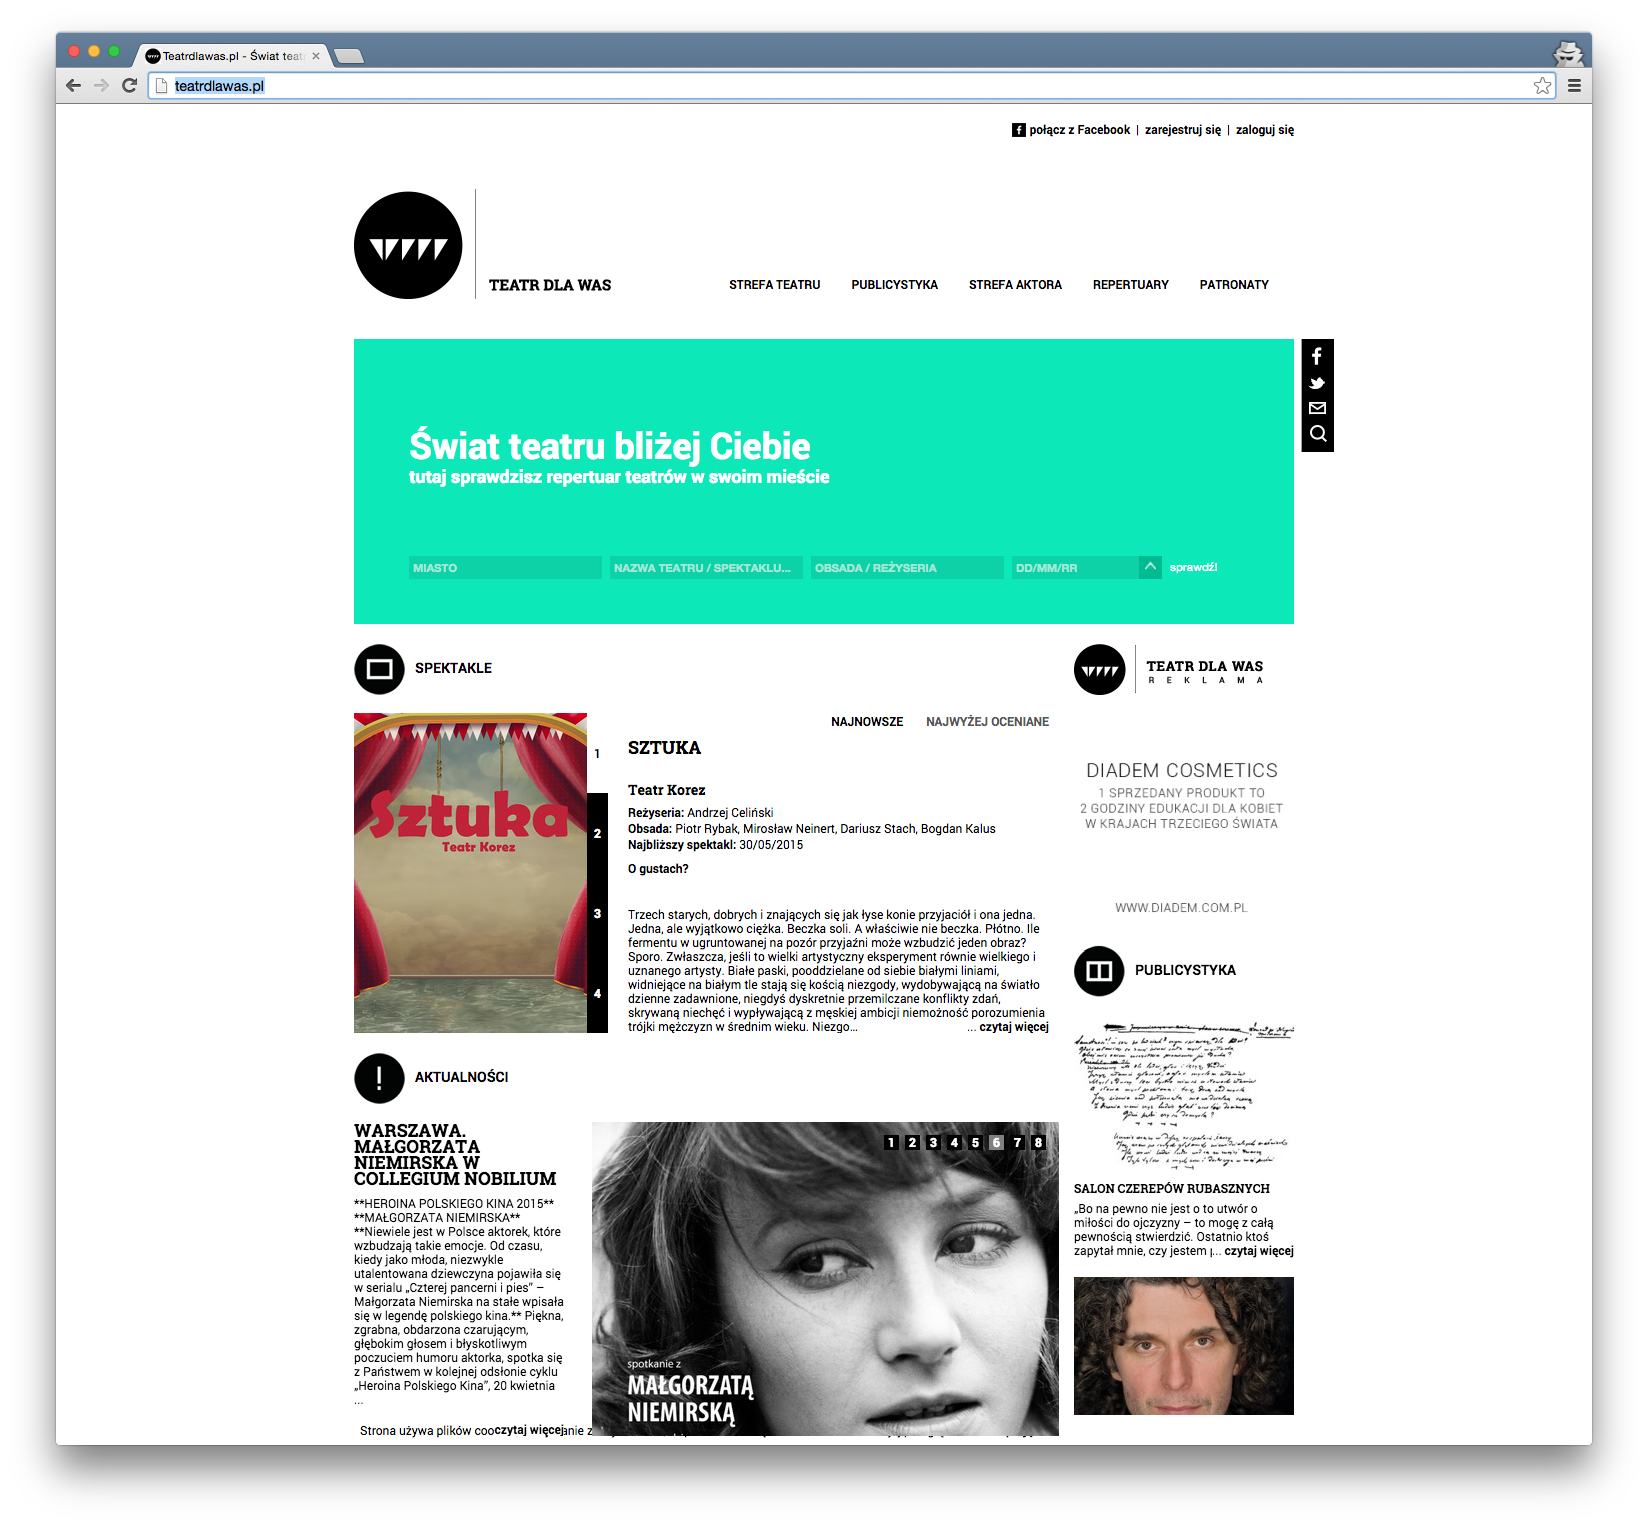 Teatrdlawas.pl - Świat teat
teatrdlawas.pl
połącz z Facebook | zarejestruj się | zaloguj się
TEATR DLA WAS
STREFA TEATRU PUBLICYSTYKA STREFA AKTORA REPERTUARY PATRONATY
Świat teatru bliżej Ciebie
tutaj sprawdzisz repertuar teatrów w swoim mieście
MIASTO NAZWA TEATRU / SPEKTAKLU... OBSADA / REŻYSERIA DD/MM/RR sprawdź!
SPEKTAKLE
NAJNOWSZE NAJWYŻEJ OCENIANE
Sztuka
Teatr Korez
1
2
3
4
SZTUKA
Teatr Korez
Reżyseria: Andrzej Celiński
Obsada: Piotr Rybak, Mirosław Neinert, Dariusz Stach, Bogdan Kalus
Najbliższy spektakl: 30/05/2015
O gustach?
Trzech starych, dobrych i znających się jak łyse konie przyjaciół i ona jedna.
Jedna, ale wyjątkowo ciężka. Beczka soli. A właściwie nie beczka. Płótno. Ile
fermentu w ugruntowanej na pozór przyjaźni może wzbudzić jeden obraz?
Sporo. Zwłaszcza, jeśli to wielki artystyczny eksperyment równie wielkiego i
uznanego artysty. Białe paski, pooddzielane od siebie białymi liniami,
widniejące na białym tle stają się kością niezgody, wydobywającą na światło
dzienne zadawnione, niegdyś dyskretnie przemilczane konflikty zdań,
skrywaną niechęć i wypływającą z męskiej ambicji niemożność porozumienia
trójki mężczyzn w średnim wieku. Niezgo... ... czytaj więcej
TEATR DLA WAS
REKLAMA
DIADEM COSMETICS
1 SPRZEDANY PRODUKT TO
2 GODZINY EDUKACJI DLA KOBIET
W KRAJACH TRZECIEGO ŚWIATA
WWW.DIADEM.COM.PL
PUBLICYSTYKA
SALON CZEREPÓW RUBASZNYCH
„Bo na pewno nie jest o to utwór o
miłości do ojczyzny – to mogę z całą
pewnością stwierdzić. Ostatnio ktoś
zapytał mnie, czy jestem ... czytaj więcej
AKTUALNOŚCI
WARSZAWA.
MAŁGORZATA
NIEMIRSKA W
COLLEGIUM NOBILIUM
**HEROINA POLSKIEGO KINA 2015**
**MAŁGORZATA NIEMIRSKA**
**Niewiele jest w Polsce aktorek, które
wzbudzają takie emocje. Od czasu,
kiedy jako młoda, niezwykle
utalentowana dziewczyna pojawiła się
w serialu „Czterej pancerni i pies” –
Małgorzata Niemirska na stałe wpisała
się w legendę polskiego kina.** Piękna,
zgrabna, obdarzona czarującym,
głębokim głosem i błyskotliwym
poczuciem humoru aktorka, spotka się
z Państwem w kolejnej odsłonie cyklu
„Heroina Polskiego Kina”, 20 kwietnia
...
1 2 3 4 5 6 7 8
spotkanie z
MAŁGORZATĄ
NIEMIRSKĄ
Strona używa plików coo czytaj więcej